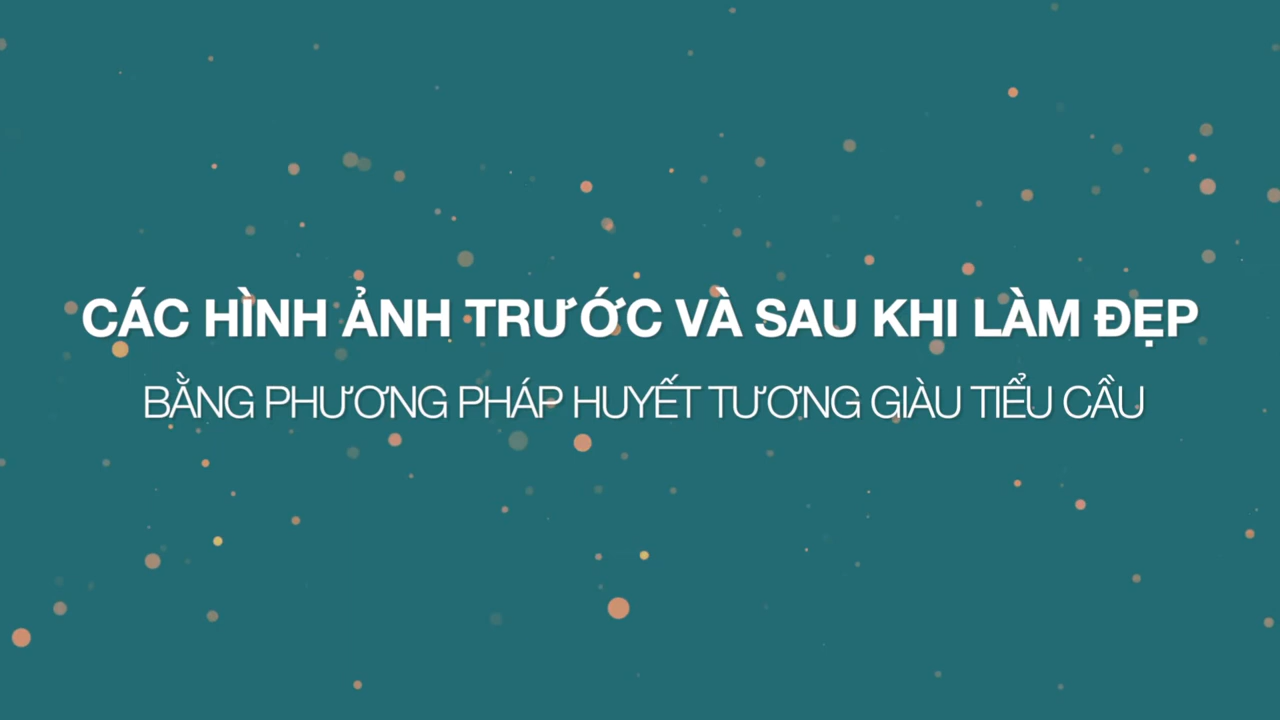 CÁC HÌNH ẢNH TRƯỚC VÀ SAU KHI LÀM ĐẸP
BẰNG PHƯƠNG PHÁP HUYẾT TƯƠNG GIÀU TIỂU CẦU